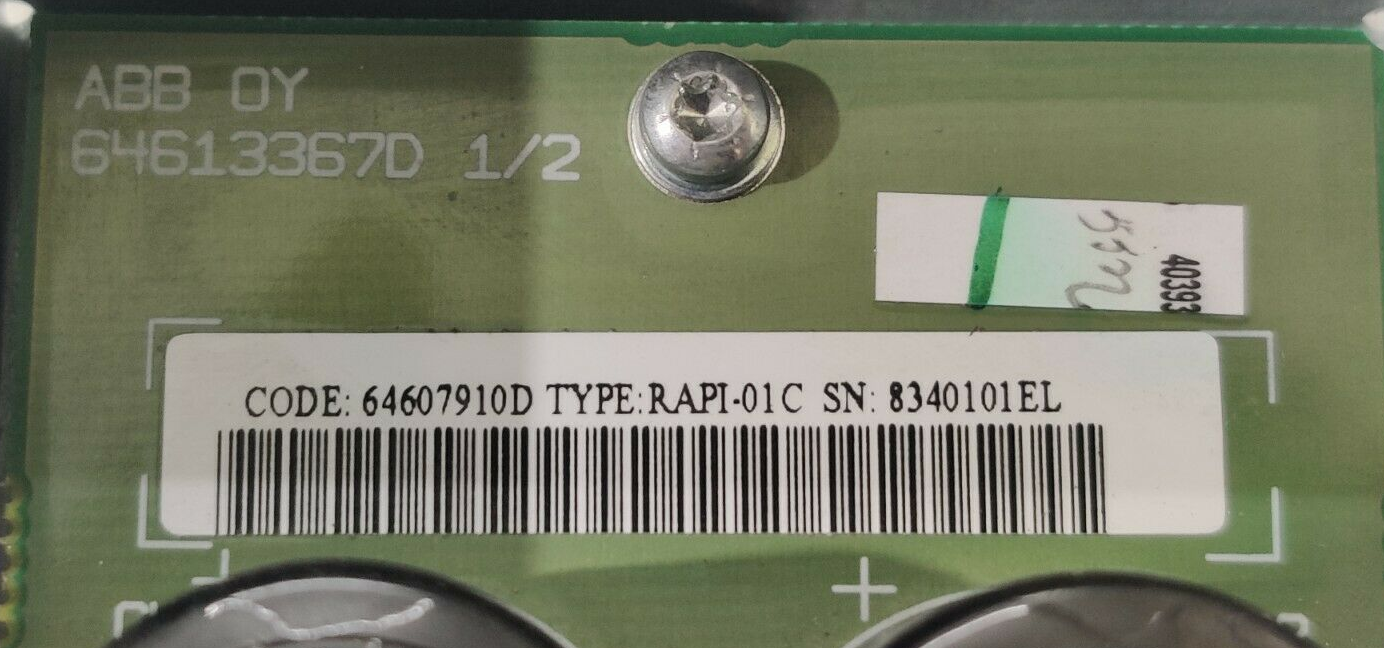 ABB OY
64613367D 1/2
40393
CODE: 64607910D TYPE:RAPI-01C SN: 8340101EL